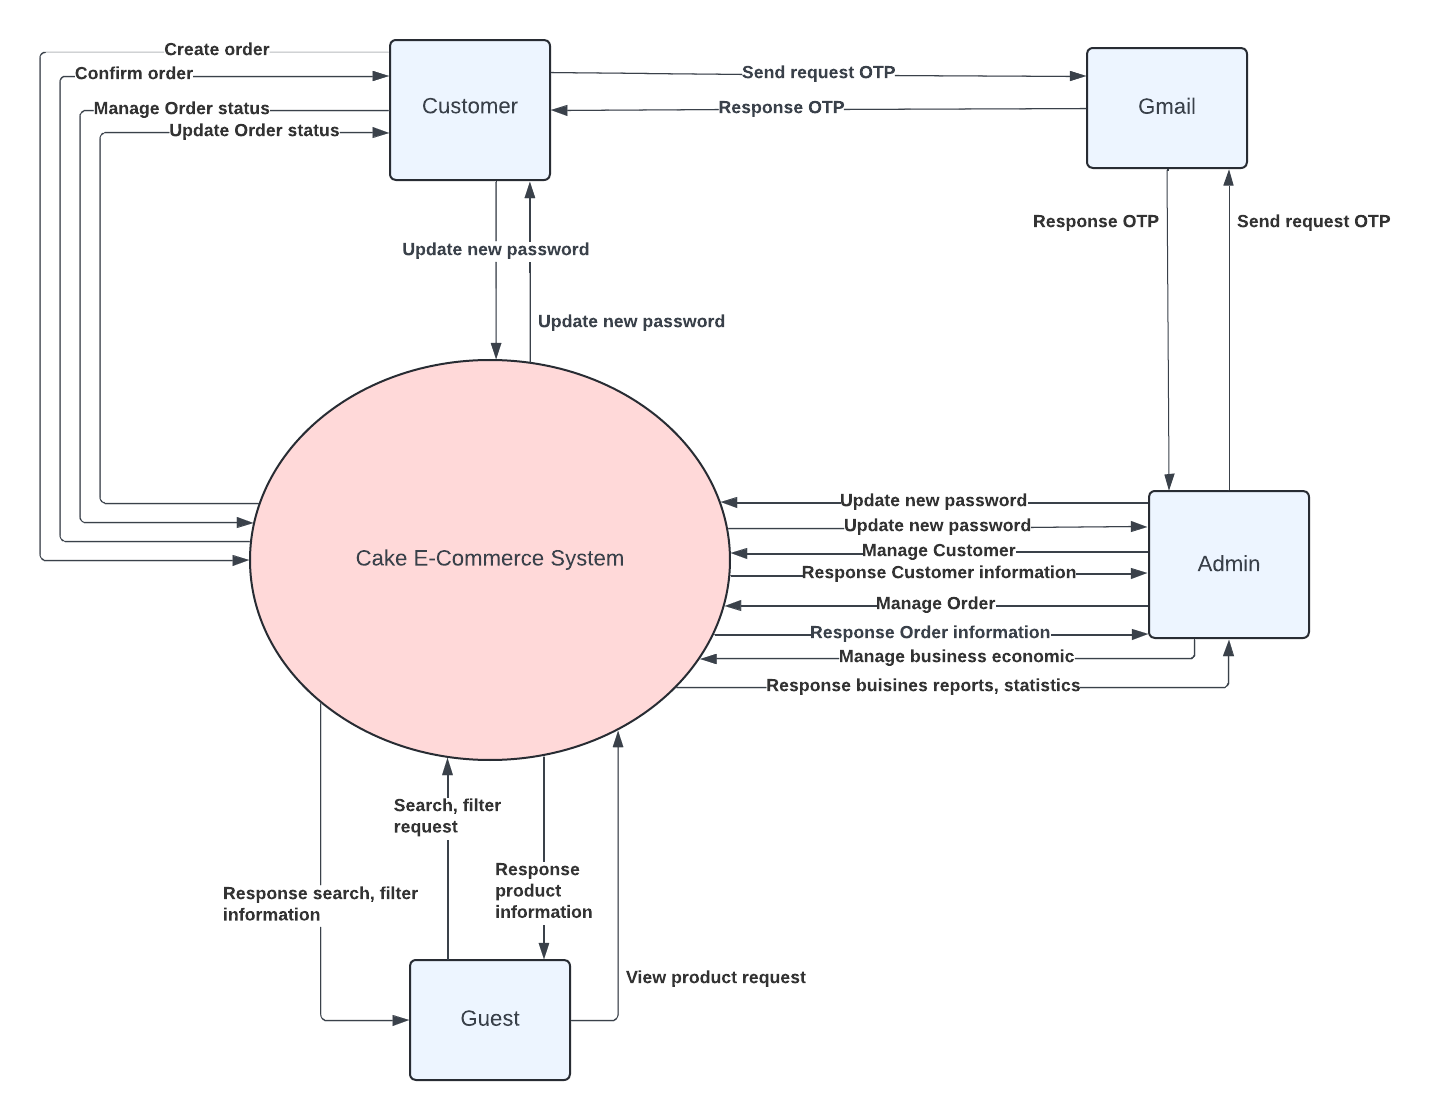 Create order
Confirm order
Manage Order status
Update Order status
Customer
Send request OTP
Response OTP
Gmail
Response OTP
Send request OTP
Update new password
Update new password
Cake E-Commerce System
Update new password
Update new password
Manage Customer
Response Customer information
Manage Order
Response Order information
Manage business economic
Response buisines reports, statistics
Admin
Search, filter
request
Response
product
information
Response search, filter
information
View product request
Guest